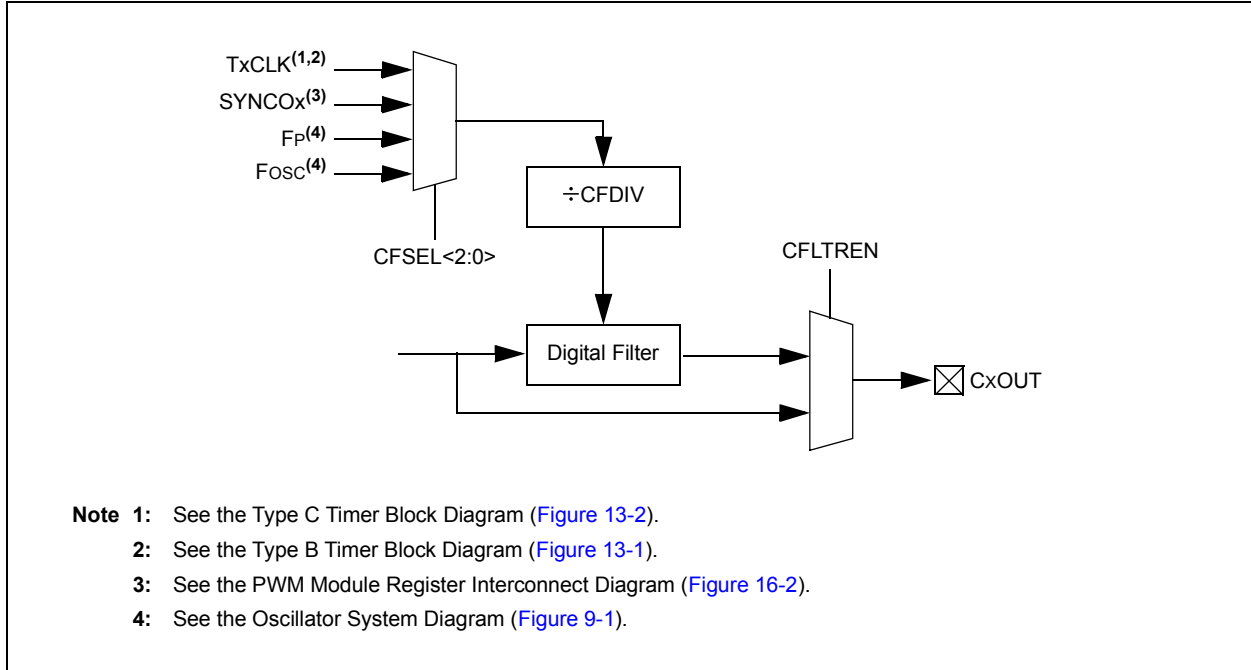 TxCLK(1,2)
SYNCOx(3)
FP(4)
FOSC(4)
÷CFDIV
CFSEL<2:0>
CFLTREN
Digital Filter
CxOUT
Note 1: See the Type C Timer Block Diagram (Figure 13-2).
2: See the Type B Timer Block Diagram (Figure 13-1).
3: See the PWM Module Register Interconnect Diagram (Figure 16-2).
4: See the Oscillator System Diagram (Figure 9-1).